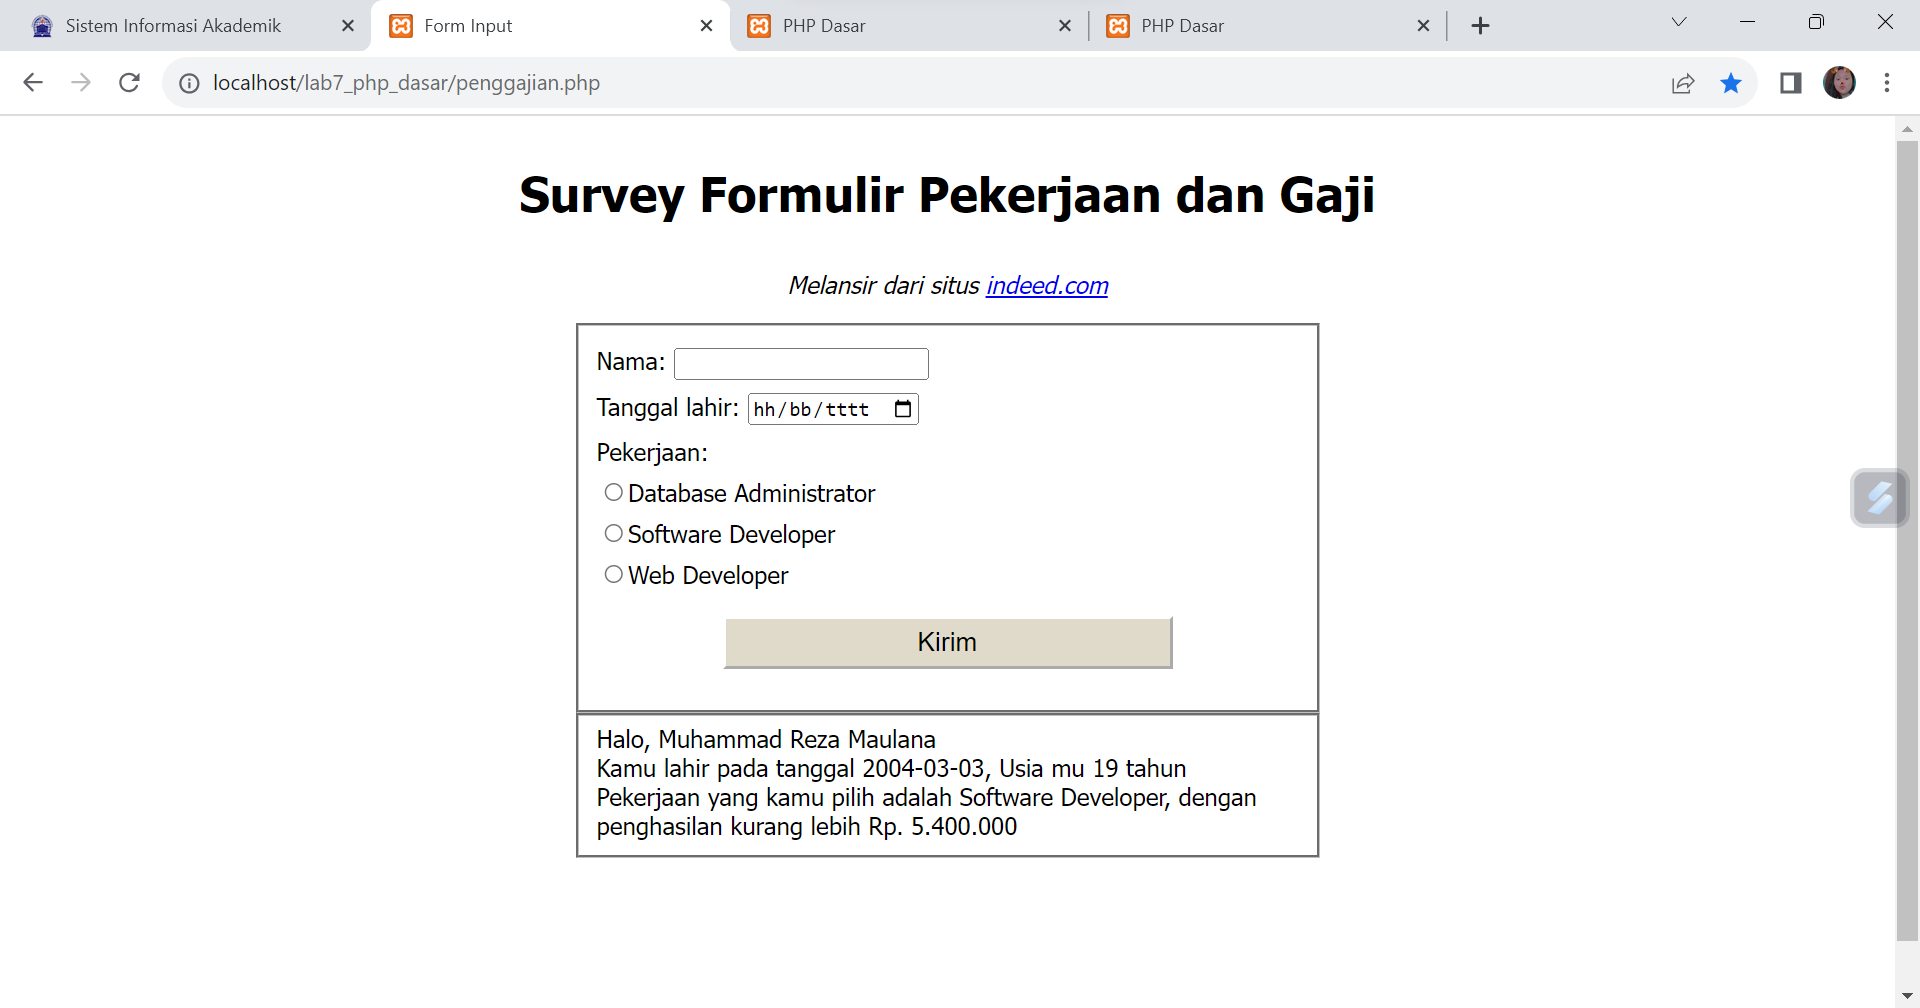 Sistem Informasi Akademik
Form Input
PHP Dasar
PHP Dasar
localhost/lab7_php_dasar/penggajian.php
Survey Formulir Pekerjaan dan Gaji
Melansir dari situs indeed.com
Nama:
Tanggal lahir: hh/bb/tttt
Pekerjaan:
Database Administrator
Software Developer
Web Developer
Kirim
Halo, Muhammad Reza Maulana
Kamu lahir pada tanggal 2004-03-03, Usia mu 19 tahun
Pekerjaan yang kamu pilih adalah Software Developer, dengan
penghasilan kurang lebih Rp. 5.400.000